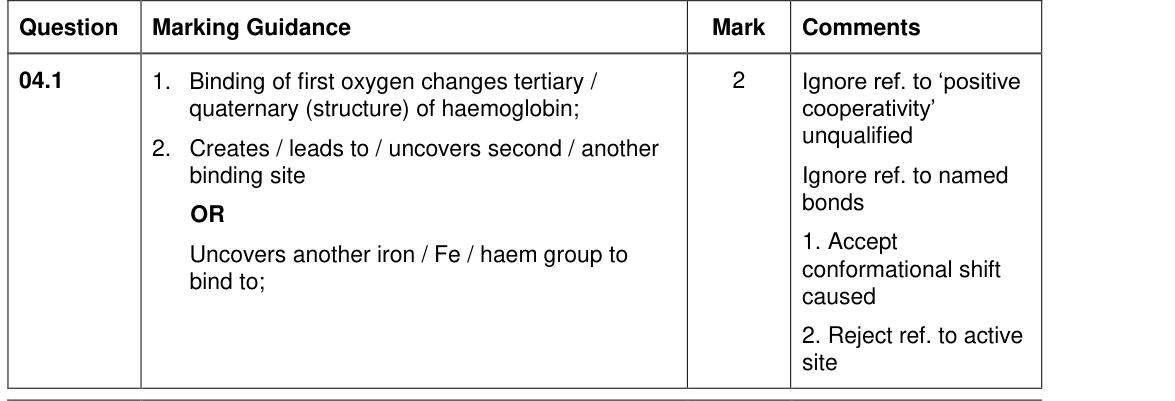 Question Marking Guidance Mark Comments
04.1
1. Binding of first oxygen changes tertiary /
quaternary (structure) of haemoglobin;
2. Creates / leads to / uncovers second / another
binding site
OR
Uncovers another iron / Fe / haem group to
bind to;
2
Ignore ref. to ‘positive
cooperativity’
unqualified
Ignore ref. to named
bonds
1. Accept
conformational shift
caused
2. Reject ref. to active
site